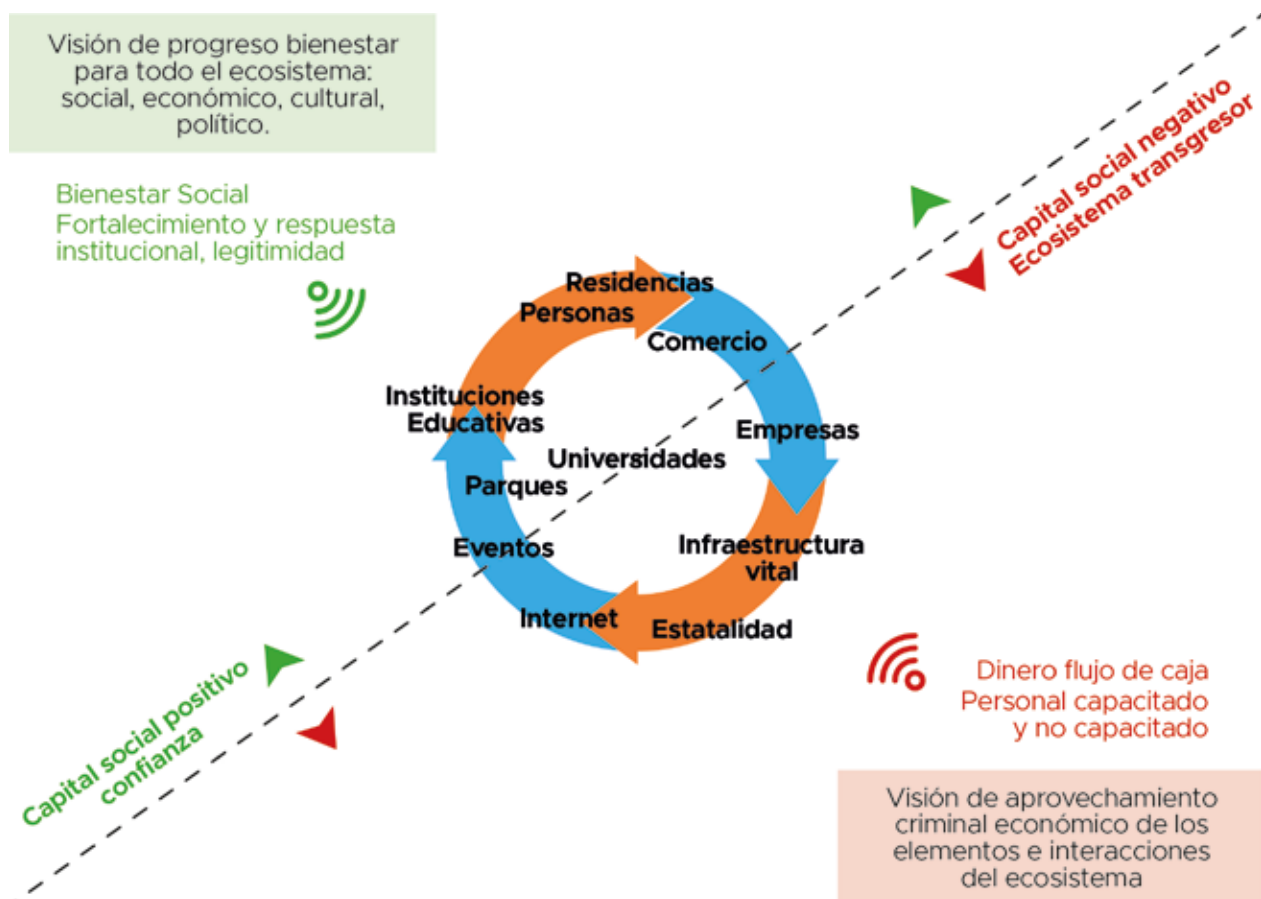 Visión de progreso bienestar
para todo el ecosistema:
social, económico, cultural,
político.
Bienestar Social
Fortalecimiento y respuesta
institucional, legitimidad
Capital social negativo
Ecosistema transgresor
Residencias
Personas
Comercio
Instituciones
Educativas
Empresas
Universidades
Parques
Eventos
Infraestructura
vital
Internet
Estatalidad
Capital social positivo
confianza
Dinero flujo de caja
Personal capacitado
y no capacitado
Visión de aprovechamiento
criminal económico de los
elementos e interacciones
del ecosistema